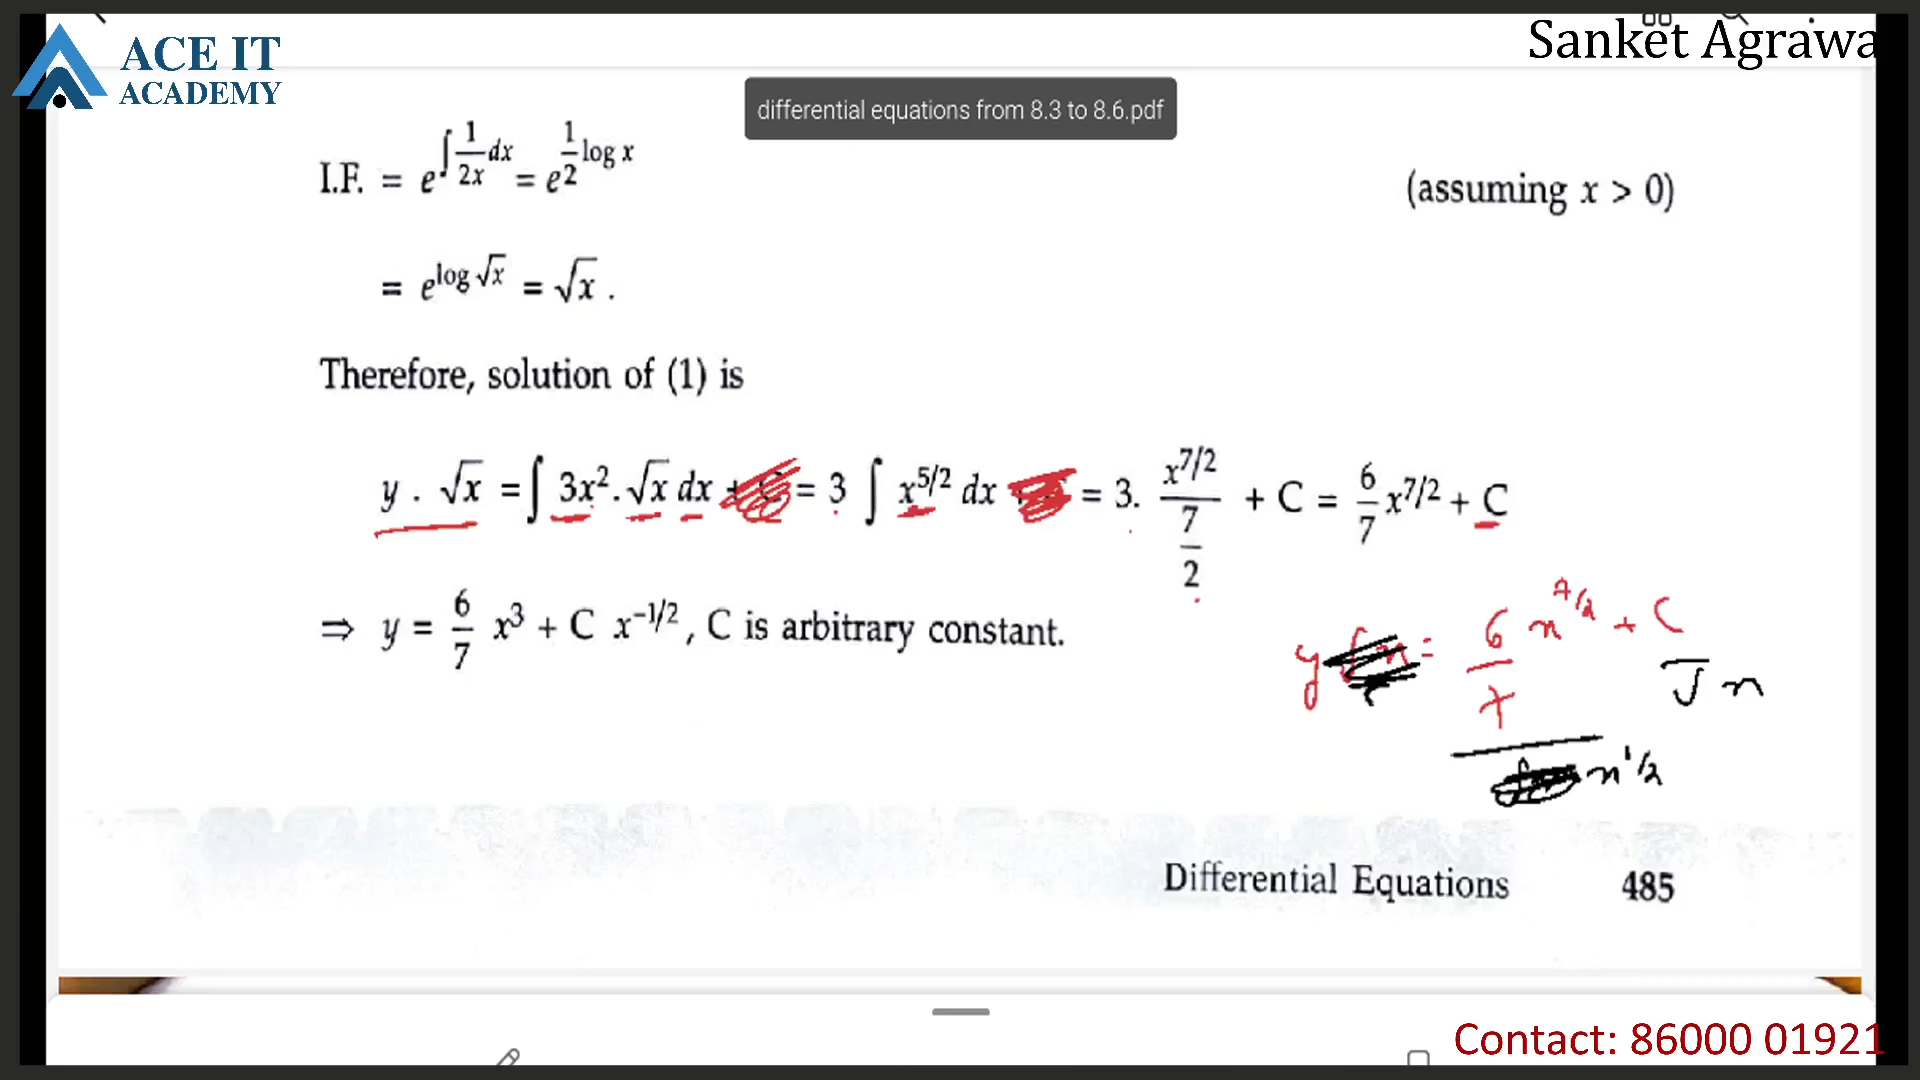 ACE IT
ACADEMY
Sanket Agrawa
differential equations from 8.3 to 8.6.pdf
I.F. = e^{∫ 1/2x dx} = e^{1/2 log x} (assuming x > 0)
= e^{log √x} = √x .
Therefore, solution of (1) is
y . √x = ∫ 3x². √x dx = 3 ∫ x^{5/2} dx = 3. x^{7/2} / (7/2) + C = 6/7 x^{7/2} + C
⇒ y = 6/7 x³ + C x^{-1/2}, C is arbitrary constant.
y = 6/7 x^{7/2} + C
√x
x^{1/2}
Differential Equations 485
Contact: 86000 01921